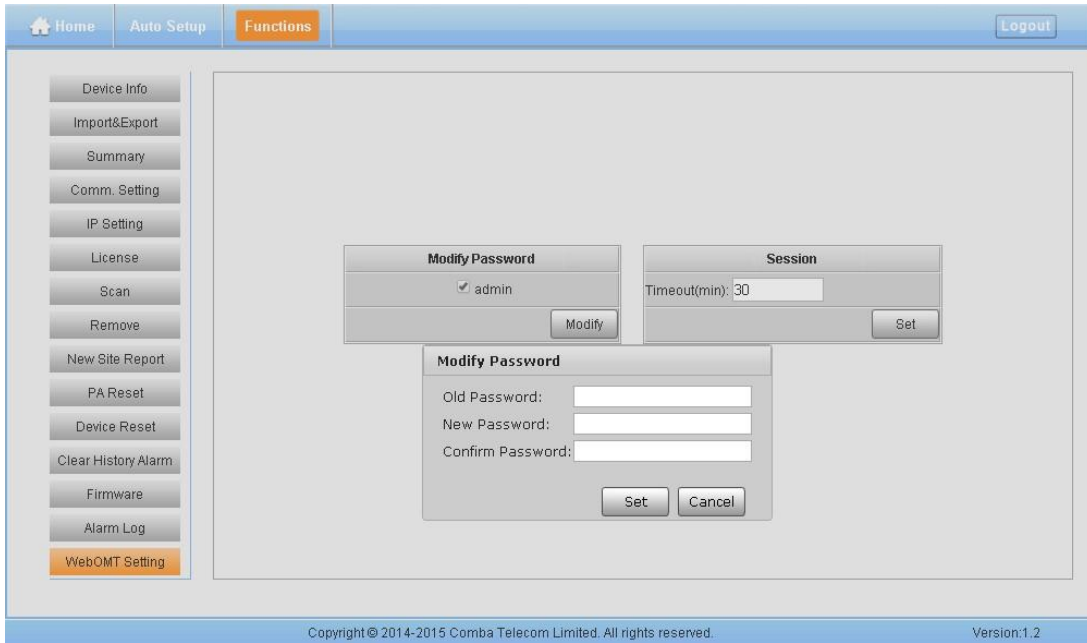 Home
Auto Setup
Functions
Logout
Device Info
Import&Export
Summary
Comm. Setting
IP Setting
License
Scan
Remove
New Site Report
PA Reset
Device Reset
Clear History Alarm
Firmware
Alarm Log
WebOMT Setting
Modify Password
admin
Modify
Session
Timeout(min): 30
Set
Modify Password
Old Password:
New Password:
Confirm Password:
Set
Cancel
Copyright © 2014-2015 Comba Telecom Limited. All rights reserved.
Version:1.2